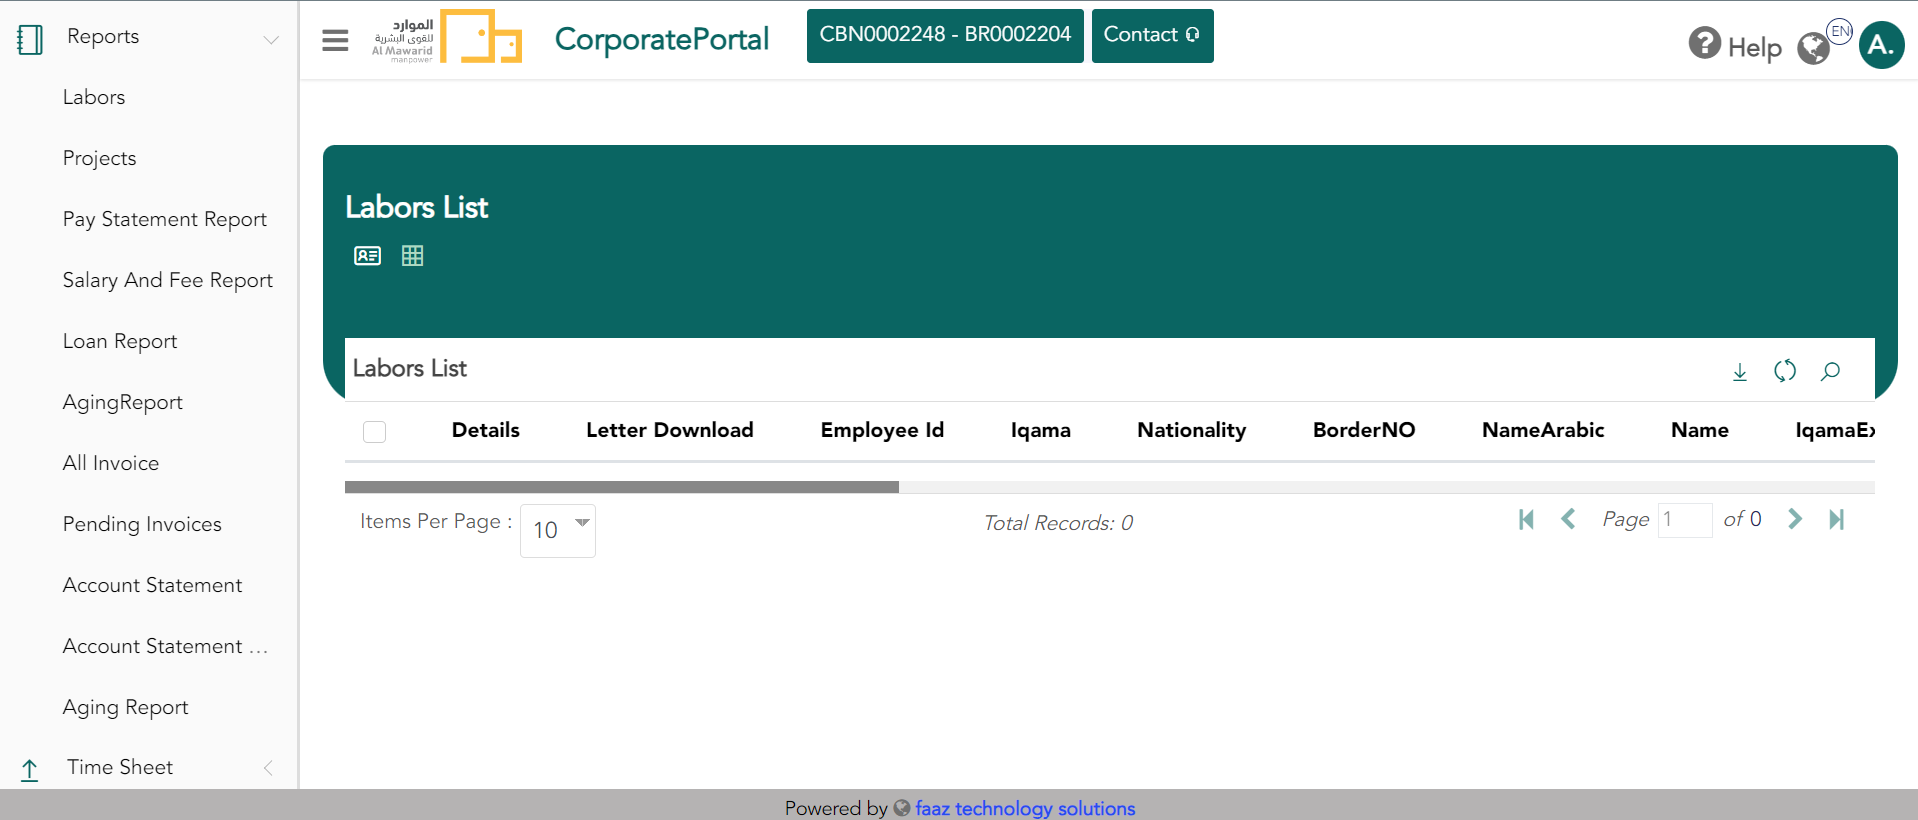 Reports
Labors
Projects
Pay Statement Report
Salary And Fee Report
Loan Report
AgingReport
All Invoice
Pending Invoices
Account Statement
Account Statement ...
Aging Report
Time Sheet
الموارد
للقوى البشرية
Al Mawarid
manpower
CorporatePortal
CBN0002248 - BR0002204
Contact
Help
EN
A.
Labors List
Labors List
Details Letter Download Employee Id Iqama Nationality BorderNO NameArabic Name IqamaEx
Items Per Page : 10 Total Records: 0 Page 1 of 0
Powered by faaz technology solutions